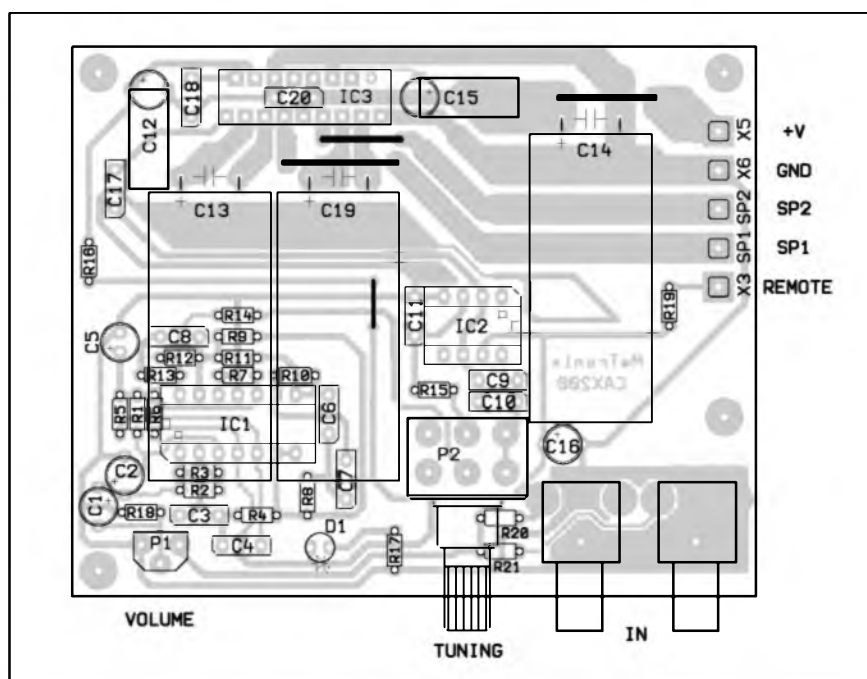 C18
C20
IC3
C15
C12
C14
X5
+V
X6
GND
C17
SP2
SP2
C13
C19
SP1
SP1
R16
X3
REMOTE
R19
C11
R14
IC2
C5
C8
R9
R12
R11
MaTronix
CAX200
R13
R7
R10
R15
C9
C10
R5
R1
R6
IC1
C6
P2
C16
C2
R3
C7
R2
R8
C1
R18
C3
R4
D1
R20
P1
C4
R17
R21
VOLUME
IN
TUNING